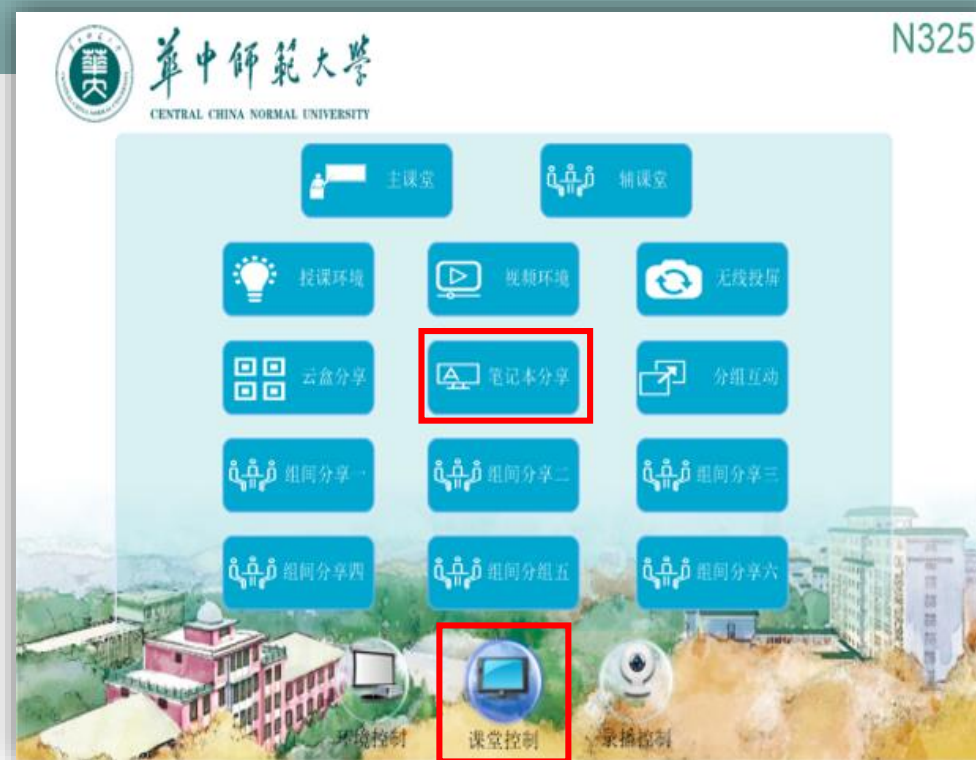 華中師範大學
N325
CENTRAL CHINA NORMAL UNIVERSITY
主课堂
辅课堂
授课环境
视频环境
无线投屏
云盒分享
笔记本分享
分组互动
组间分享一
组间分享二
组间分享三
组间分享四
组间分组五
组间分享六
环境控制
课堂控制
录播控制